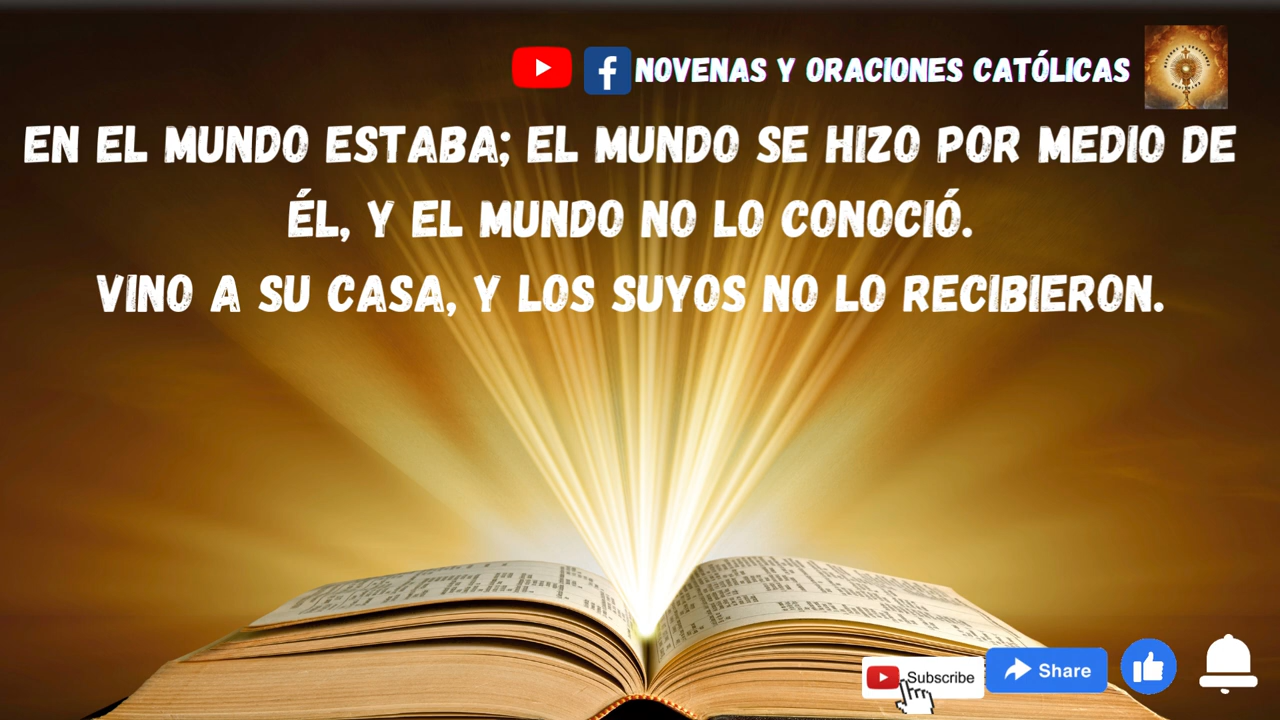 NOVENAS Y ORACIONES CATÓLICAS
EN EL MUNDO ESTABA; EL MUNDO SE HIZO POR MEDIO DE
ÉL, Y EL MUNDO NO LO CONOCIÓ.
VINO A SU CASA, Y LOS SUYOS NO LO RECIBIERON.
Subscribe
Share